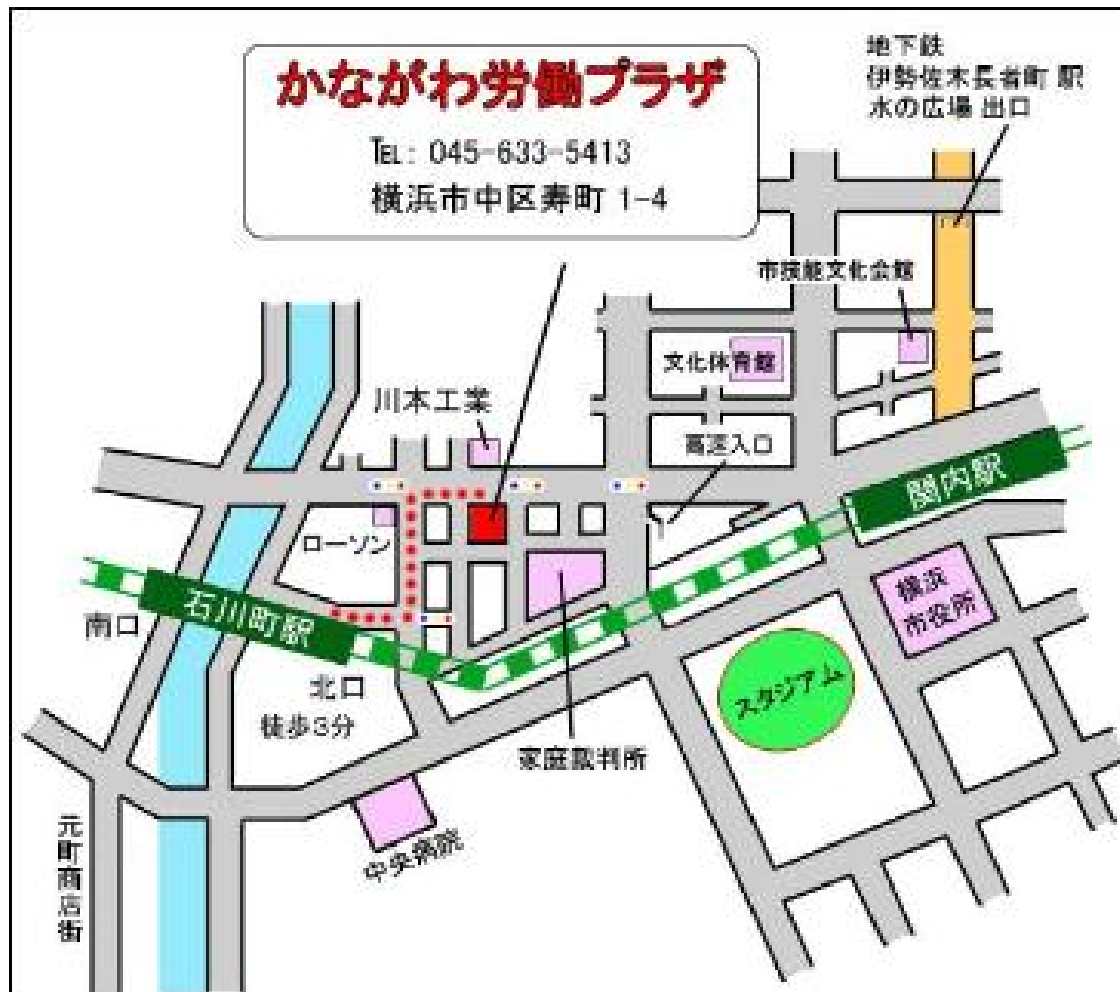 かながわ労働プラザ
TEL: 045-633-5413
横浜市中区寿町 1-4
地下鉄
伊勢佐木長者町 駅
水の広場 出口
市技能文化会館
文化体育館
川本工業
高速入口
関内駅
ローソン
石川町駅
南口
北口
徒歩3分
横浜
市役所
スタジアム
家庭裁判所
中央病院
元町商店街